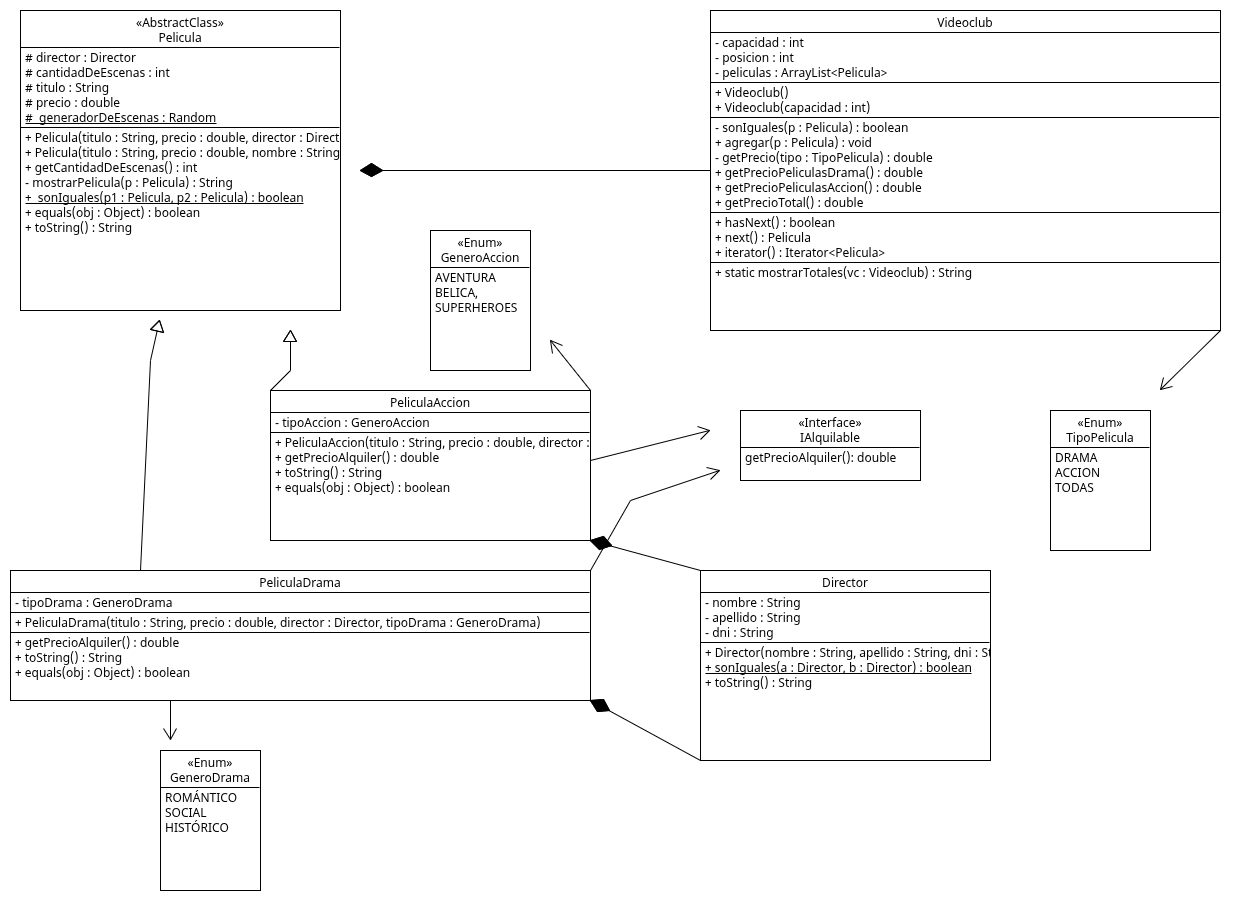 «AbstractClass»
Pelicula
# director : Director
# cantidadDeEscenas : int
# titulo : String
# precio : double
# generadorDeEscenas : Random
+ Pelicula(titulo : String, precio : double, director : Direct
+ Pelicula(titulo : String, precio : double, nombre : String
+ getCantidadDeEscenas() : int
- mostrarPelicula(p : Pelicula) : String
+ sonIguales(p1 : Pelicula, p2 : Pelicula) : boolean
+ equals(obj : Object) : boolean
+ toString() : String
Videoclub
- capacidad : int
- posicion : int
- peliculas : ArrayList<Pelicula>
+ Videoclub()
+ Videoclub(capacidad : int)
- sonIguales(p : Pelicula) : boolean
+ agregar(p : Pelicula) : void
- getPrecio(tipo : TipoPelicula) : double
+ getPrecioPeliculasDrama() : double
+ getPrecioPeliculasAccion() : double
+ getPrecioTotal() : double
+ hasNext() : boolean
+ next() : Pelicula
+ iterator() : Iterator<Pelicula>
+ static mostrarTotales(vc : Videoclub) : String
«Enum»
GeneroAccion
AVENTURA
BELICA,
SUPERHEROES
PeliculaAccion
- tipoAccion : GeneroAccion
+ PeliculaAccion(titulo : String, precio : double, director :
+ getPrecioAlquiler() : double
+ toString() : String
+ equals(obj : Object) : boolean
«Interface»
IAlquilable
getPrecioAlquiler(): double
«Enum»
TipoPelicula
DRAMA
ACCION
TODAS
PeliculaDrama
- tipoDrama : GeneroDrama
+ PeliculaDrama(titulo : String, precio : double, director : Director, tipoDrama : GeneroDrama)
+ getPrecioAlquiler() : double
+ toString() : String
+ equals(obj : Object) : boolean
Director
- nombre : String
- apellido : String
- dni : String
+ Director(nombre : String, apellido : String, dni : St
+ sonIguales(a : Director, b : Director) : boolean
+ toString() : String
«Enum»
GeneroDrama
ROMÁNTICO
SOCIAL
HISTÓRICO